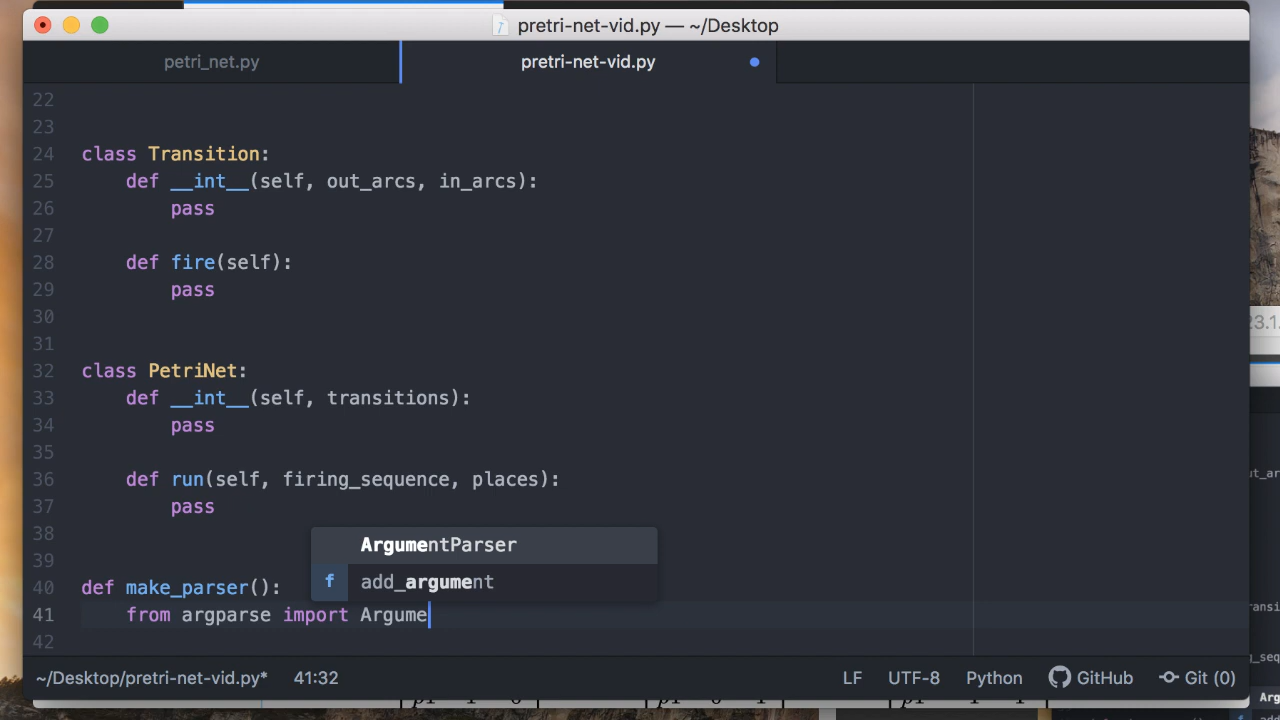 pretri-net-vid.py — ~/Desktop
petri_net.py
pretri-net-vid.py
22
23
24 class Transition:
25 def __int__(self, out_arcs, in_arcs):
26 pass
27
28 def fire(self):
29 pass
30
31
32 class PetriNet:
33 def __int__(self, transitions):
34 pass
35
36 def run(self, firing_sequence, places):
37 pass
38
39
ArgumentParser
f add_argument
40 def make_parser():
41 from argparse import Argume
42
~/Desktop/pretri-net-vid.py* 41:32 LF UTF-8 Python GitHub Git (0)